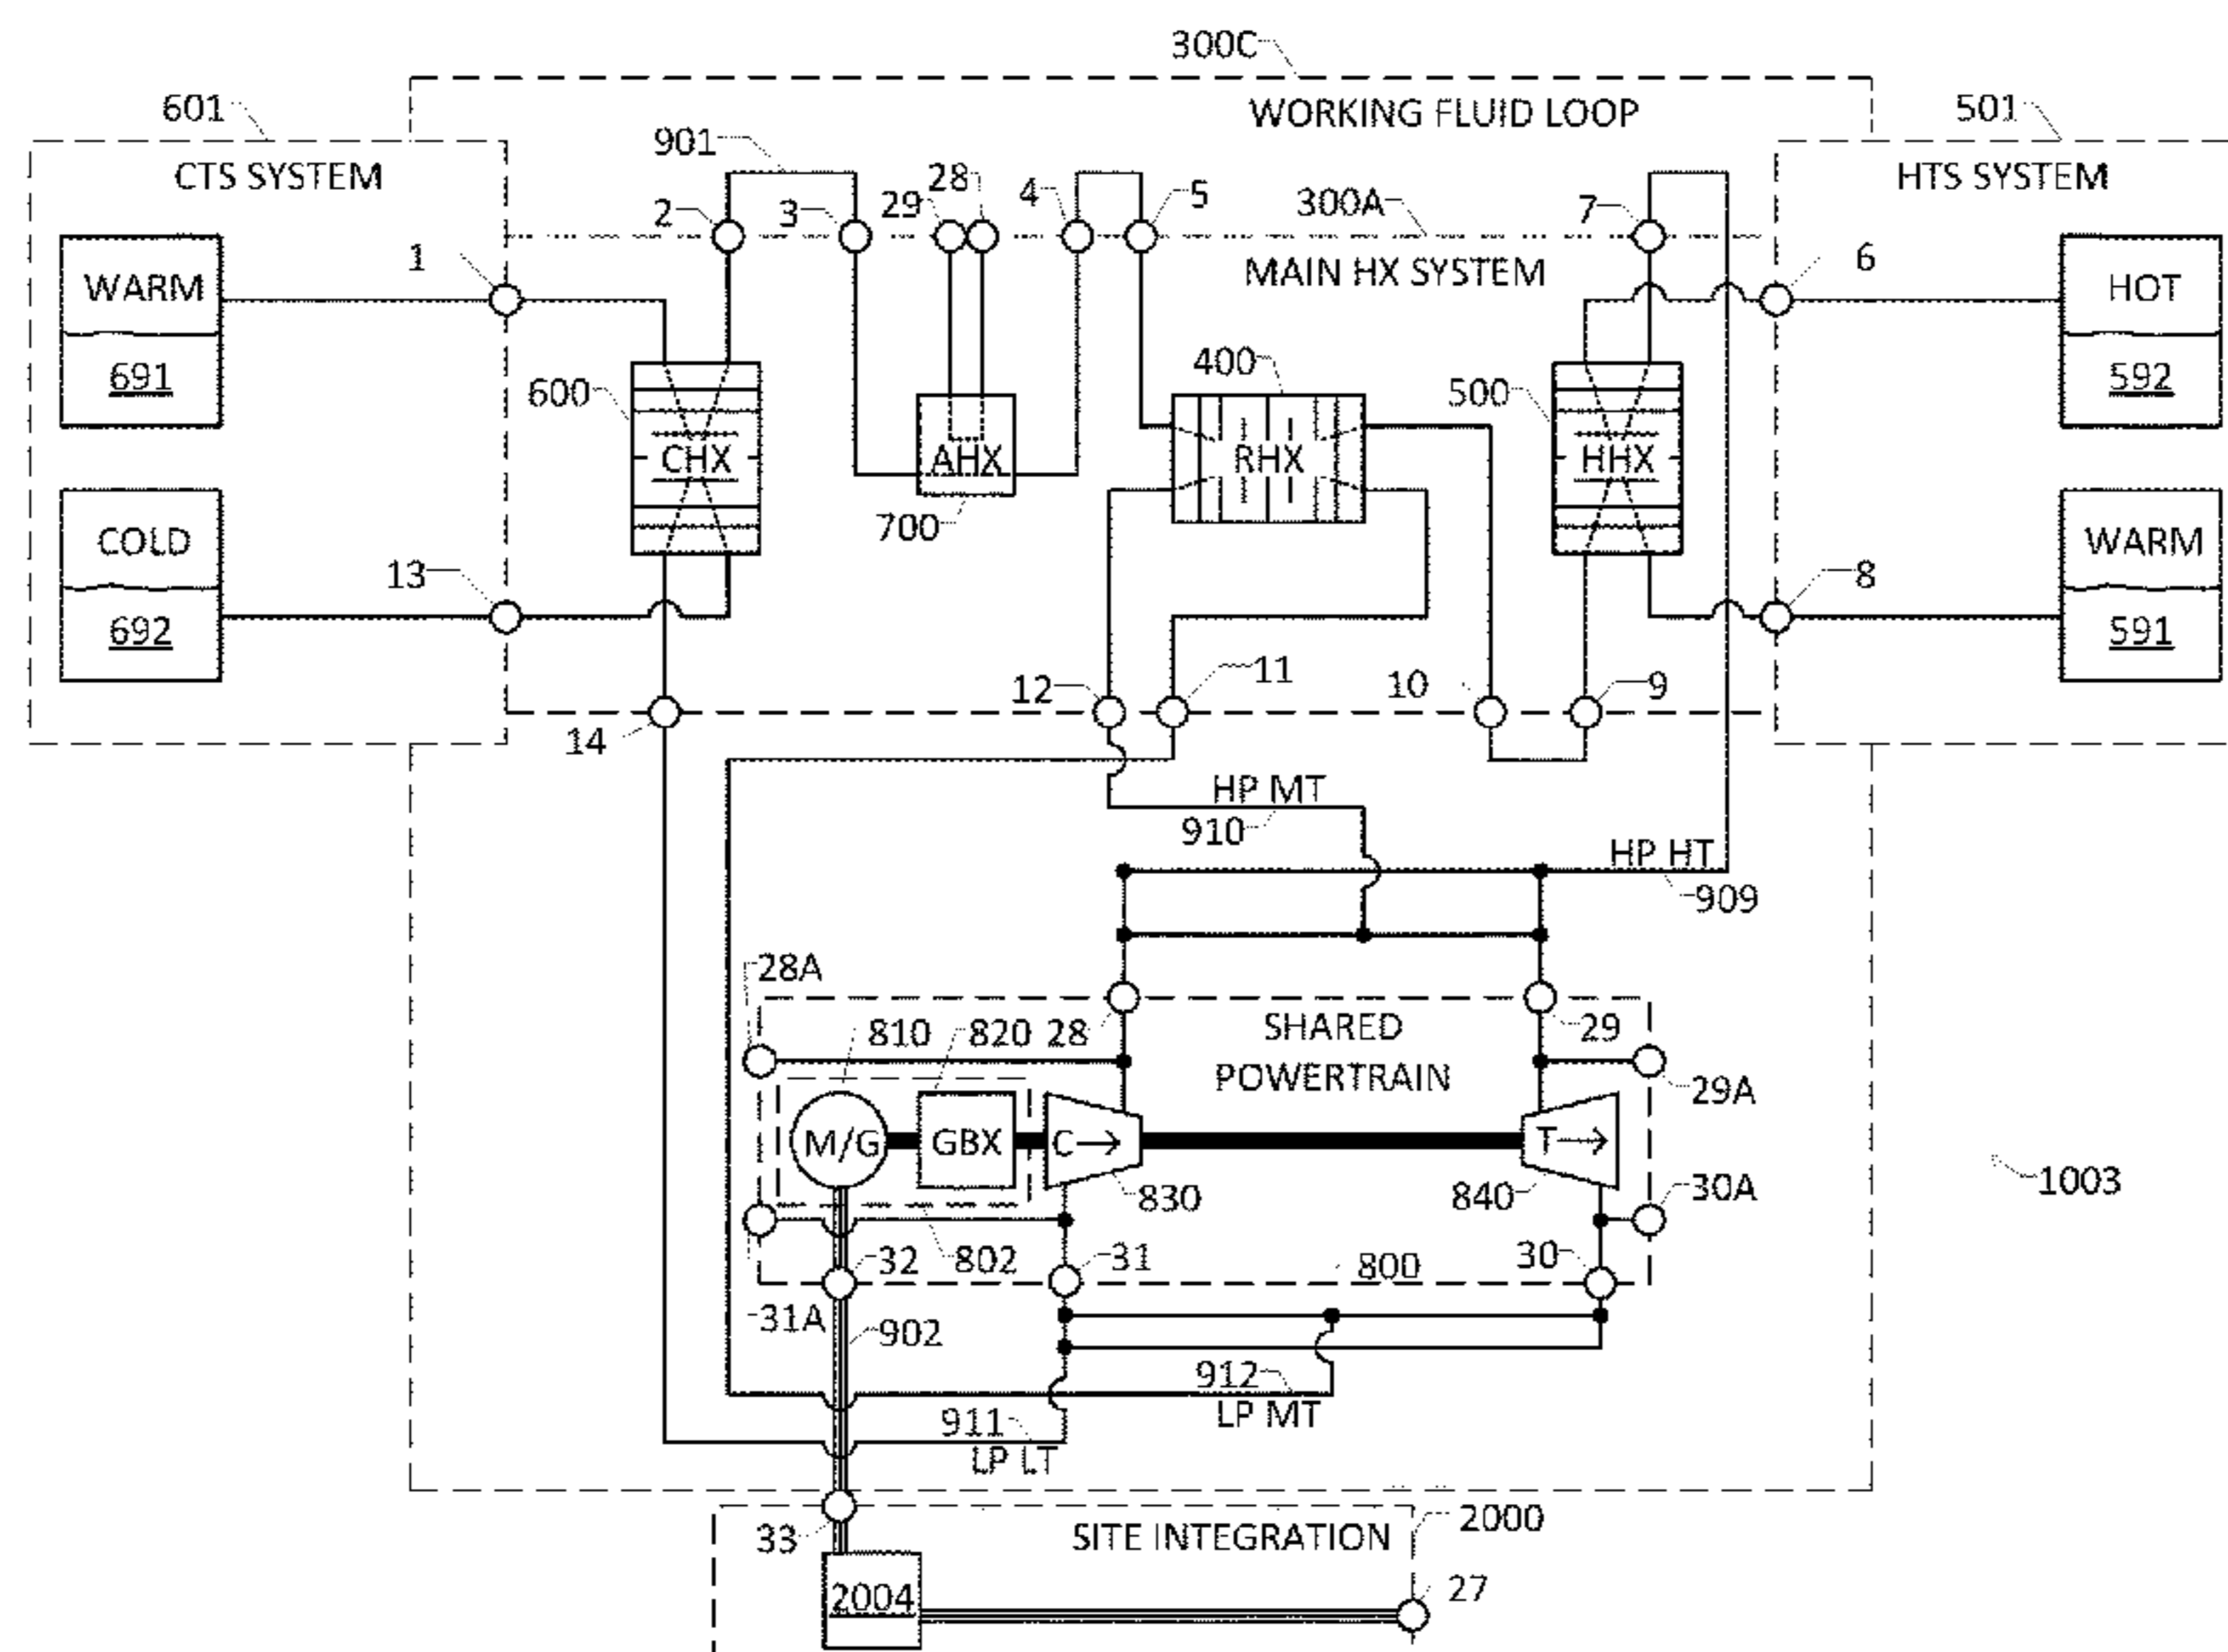 300C
601
WORKING FLUID LOOP
501
CTS SYSTEM
901
HTS SYSTEM
2
3
29
28
4
5
300A
7
WARM
1
MAIN HX SYSTEM
6
HOT
691
600
400
500
592
CHX
AHX
RHX
HHX
COLD
700
WARM
13
8
692
591
14
12
11
10
9
HP MT
910
HP HT
909
28A
810
820
28
SHARED
POWERTRAIN
29
29A
M/G
GBX
C
T
830
840
30A
1003
32
802
31
800
30
31A
902
912
LP MT
911
LP LT
33
SITE INTEGRATION
2000
2004
27